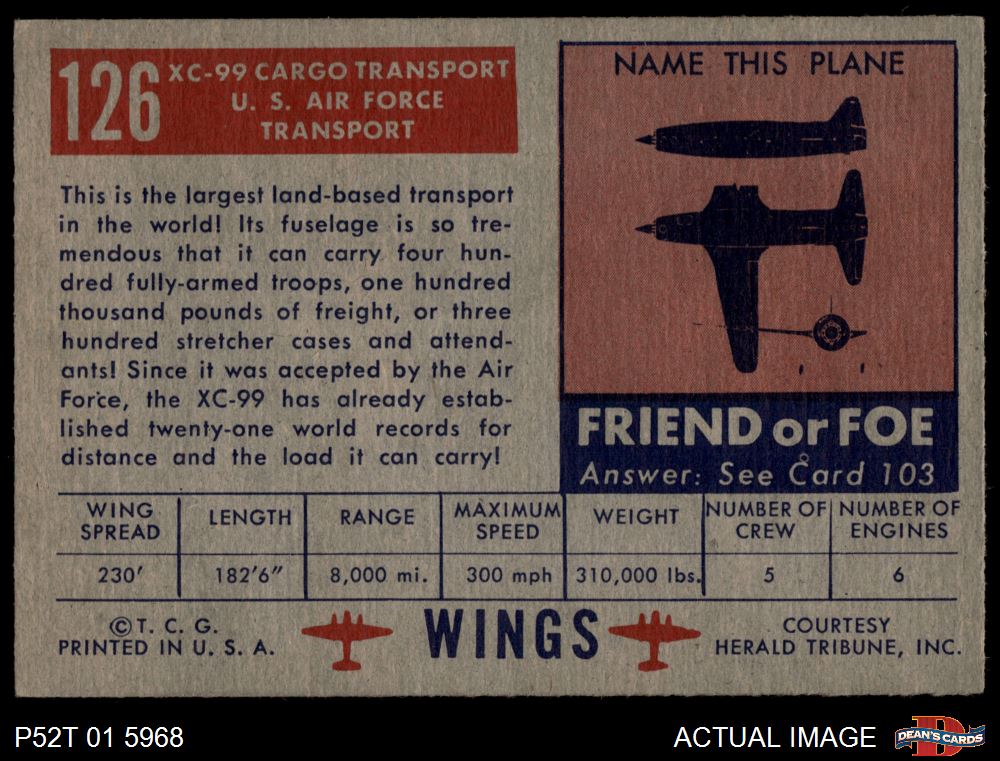 126
XC-99 CARGO TRANSPORT
U. S. AIR FORCE
TRANSPORT
This is the largest land-based transport
in the world! Its fuselage is so tre-
mendous that it can carry four hun-
dred fully-armed troops, one hundred
thousand pounds of freight, or three
hundred stretcher cases and attend-
ants! Since it was accepted by the Air
Force, the XC-99 has already estab-
lished twenty-one world records for
distance and the load it can carry!
NAME THIS PLANE
FRIEND or FOE
Answer: See Card 103
WING SPREAD LENGTH RANGE MAXIMUM SPEED WEIGHT NUMBER OF CREW NUMBER OF ENGINES
230' 182'6" 8,000 mi. 300 mph 310,000 lbs. 5 6
© T. C. G.
PRINTED IN U. S. A.
WINGS
COURTESY
HERALD TRIBUNE, INC.
P52T 01 5968
ACTUAL IMAGE
D
DEAN'S CARDS